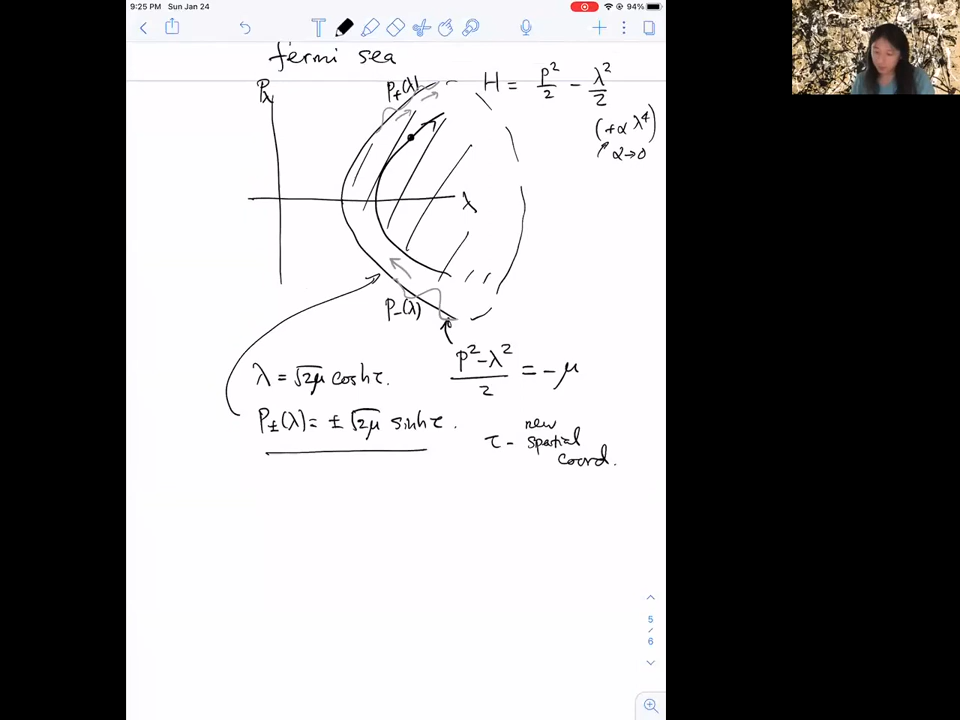 9:25 PM Sun Jan 24
94%
fermi sea
Pλ
P+(λ)
H = P²/2 − λ²/2
(+α λ⁴)
α→0
λ
P−(λ)
(P²−λ²)/2 = −μ
λ = √2μ cosh τ.
P±(λ) = ± √2μ sinh τ.
new
τ − spatial
coord.
5
/
6